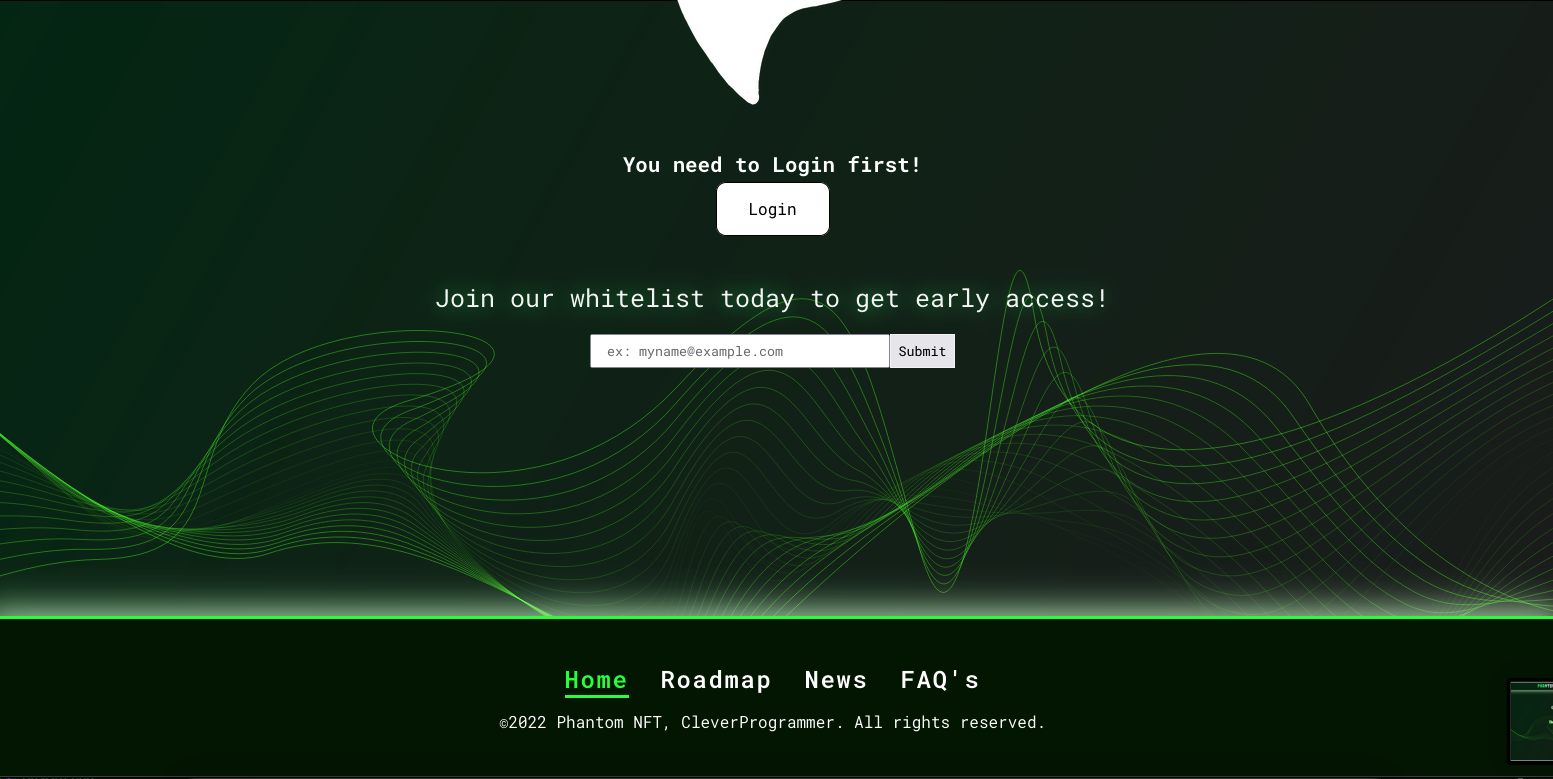 You need to Login first!
Login
Join our whitelist today to get early access!
ex: myname@example.com
Submit
Home Roadmap News FAQ's
©2022 Phantom NFT, CleverProgrammer. All rights reserved.